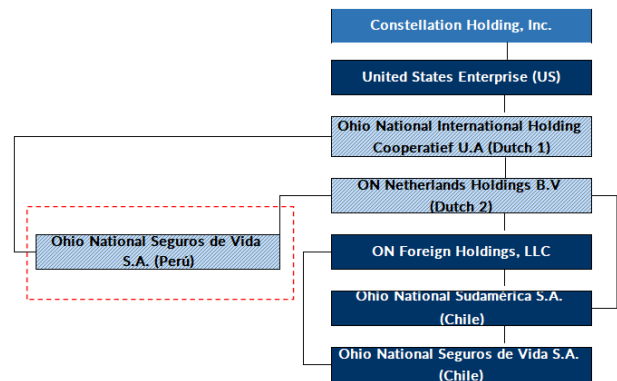 Constellation Holding, Inc.
United States Enterprise (US)
Ohio National International Holding
Cooperatief U.A (Dutch 1)
ON Netherlands Holdings B.V
(Dutch 2)
Ohio National Seguros de Vida
S.A. (Perú)
ON Foreign Holdings, LLC
Ohio National Sudamérica S.A.
(Chile)
Ohio National Seguros de Vida S.A.
(Chile)